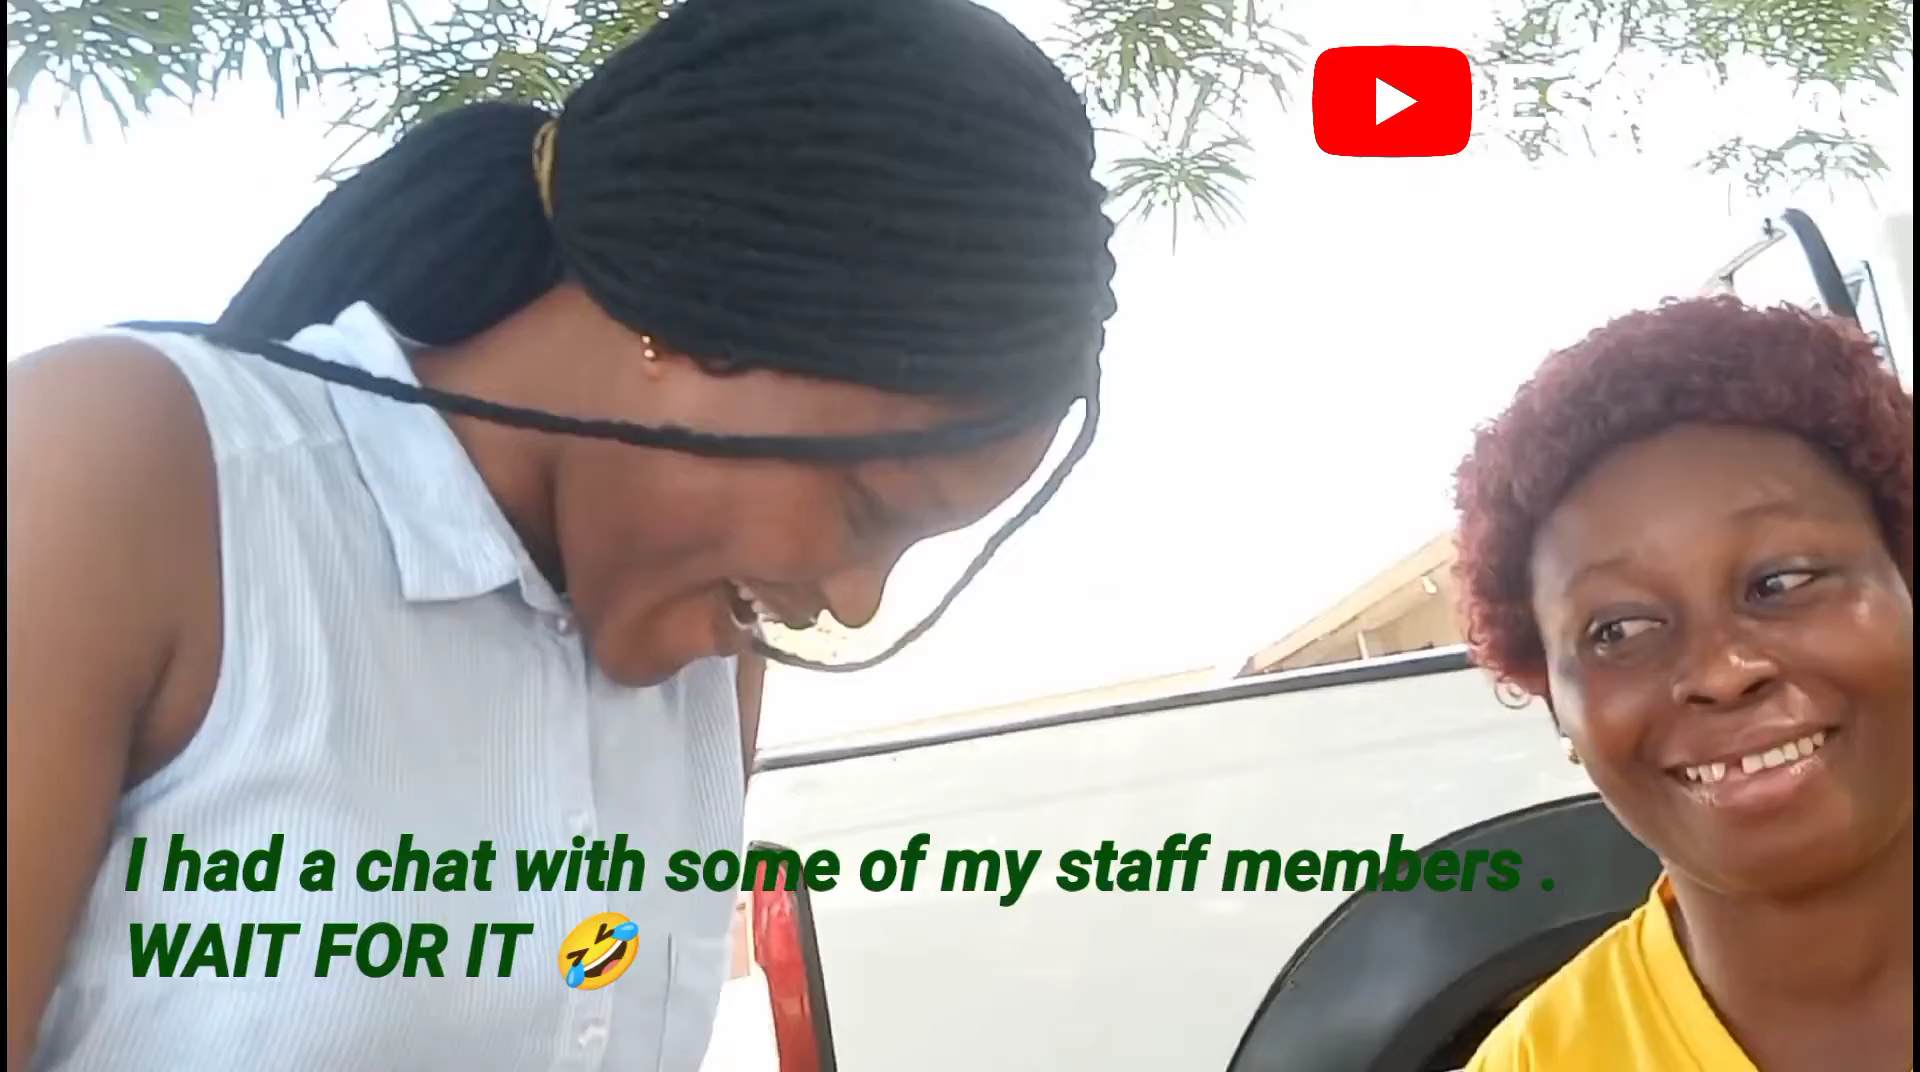 I had a chat with some of my staff members .
WAIT FOR IT 🤣